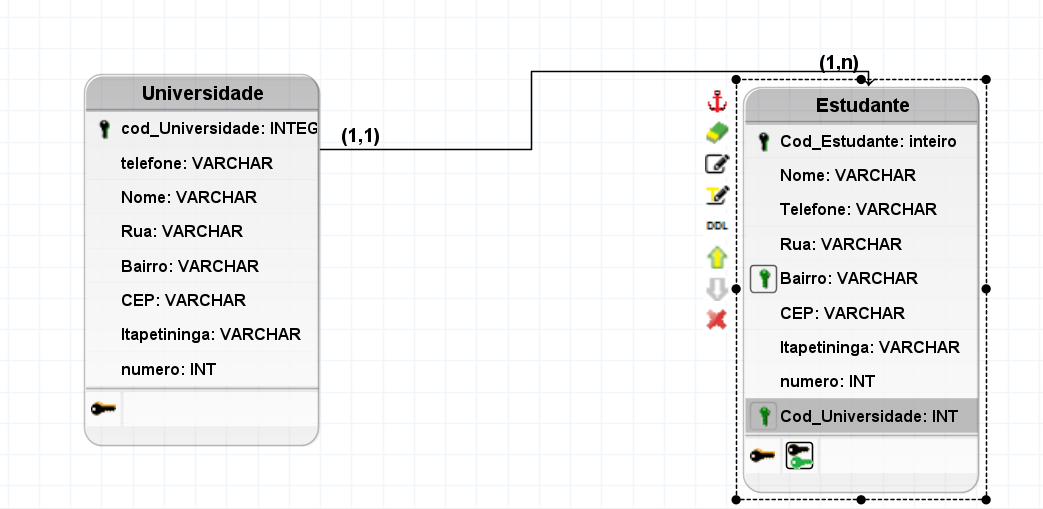 Universidade
cod_Universidade: INTEG
telefone: VARCHAR
Nome: VARCHAR
Rua: VARCHAR
Bairro: VARCHAR
CEP: VARCHAR
Itapetininga: VARCHAR
numero: INT
(1,1)
(1,n)
DDL
Estudante
Cod_Estudante: inteiro
Nome: VARCHAR
Telefone: VARCHAR
Rua: VARCHAR
Bairro: VARCHAR
CEP: VARCHAR
Itapetininga: VARCHAR
numero: INT
Cod_Universidade: INT